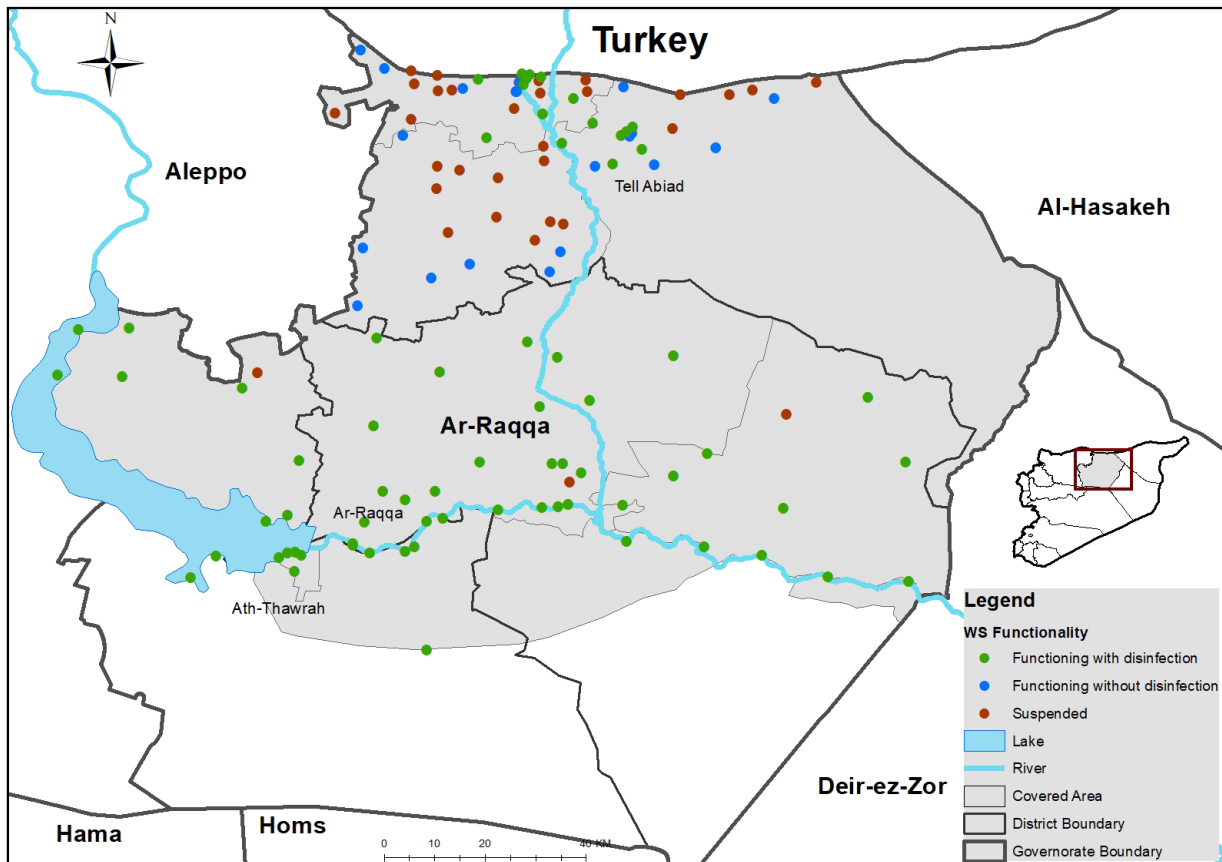 N
Turkey
Aleppo
Tell Abiad
Al-Hasakeh
Ar-Raqqa
Ar-Raqqa
Ath-Thawrah
Legend
WS Functionality
Functioning with disinfection
Functioning without disinfection
Suspended
Lake
River
Covered Area
District Boundary
Governorate Boundary
Deir-ez-Zor
Hama
Homs
0 10 20 40 KM